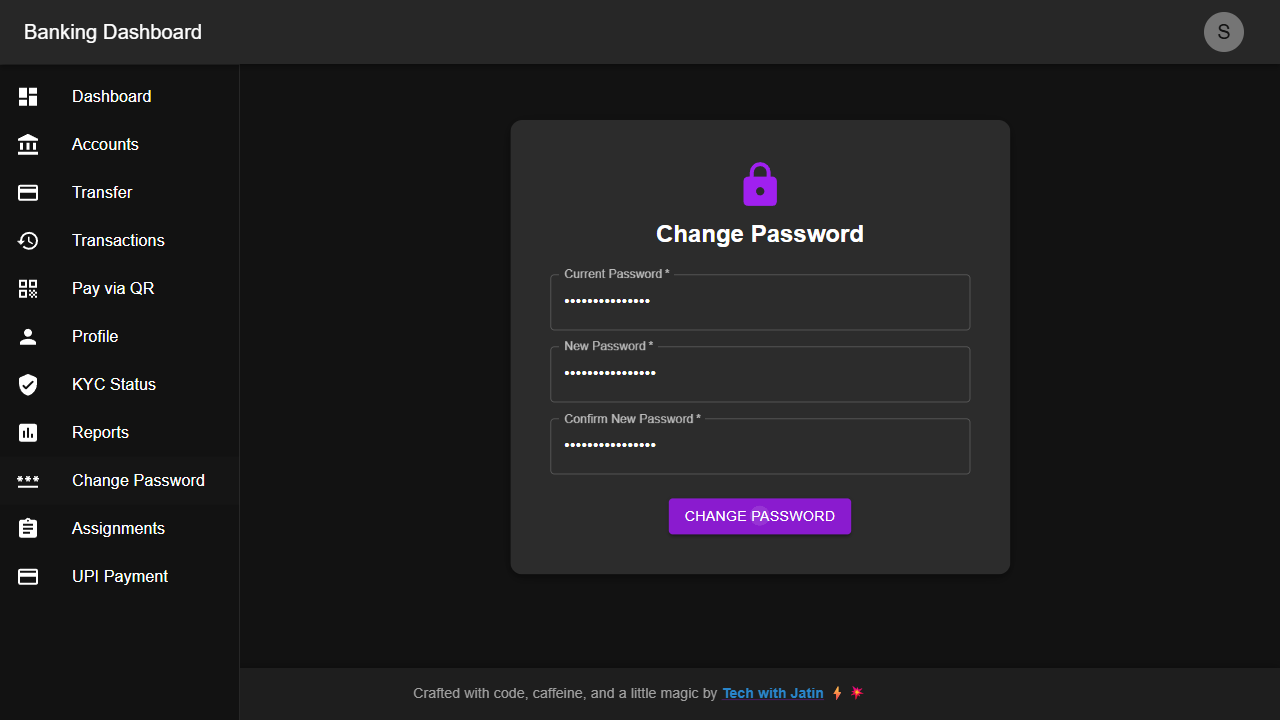 Banking Dashboard
S
Dashboard
Accounts
Transfer
Transactions
Pay via QR
Profile
KYC Status
Reports
Change Password
Assignments
UPI Payment
Change Password
Current Password *
•••••••••••••••
New Password *
••••••••••••••••
Confirm New Password *
••••••••••••••••
CHANGE PASSWORD
Crafted with code, caffeine, and a little magic by Tech with Jatin ⚡ 💥